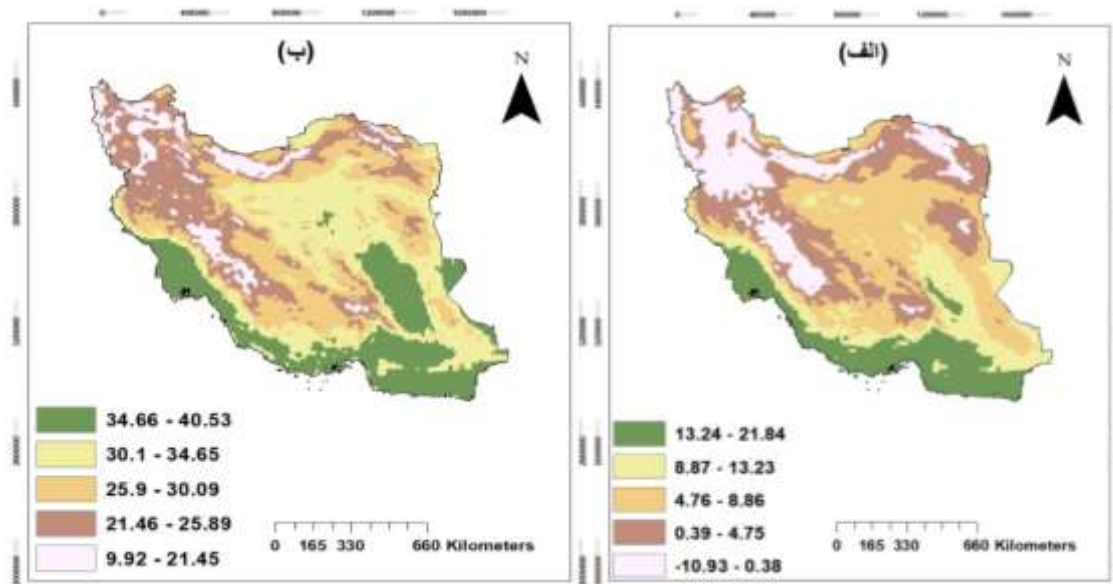 (ب)
N
34.66 - 40.53
30.1 - 34.65
25.9 - 30.09
21.46 - 25.89
9.92 - 21.45
0 165 330 660 Kilometers
(الف)
N
13.24 - 21.84
8.87 - 13.23
4.76 - 8.86
0.39 - 4.75
-10.93 - 0.38
0 165 330 660 Kilometers